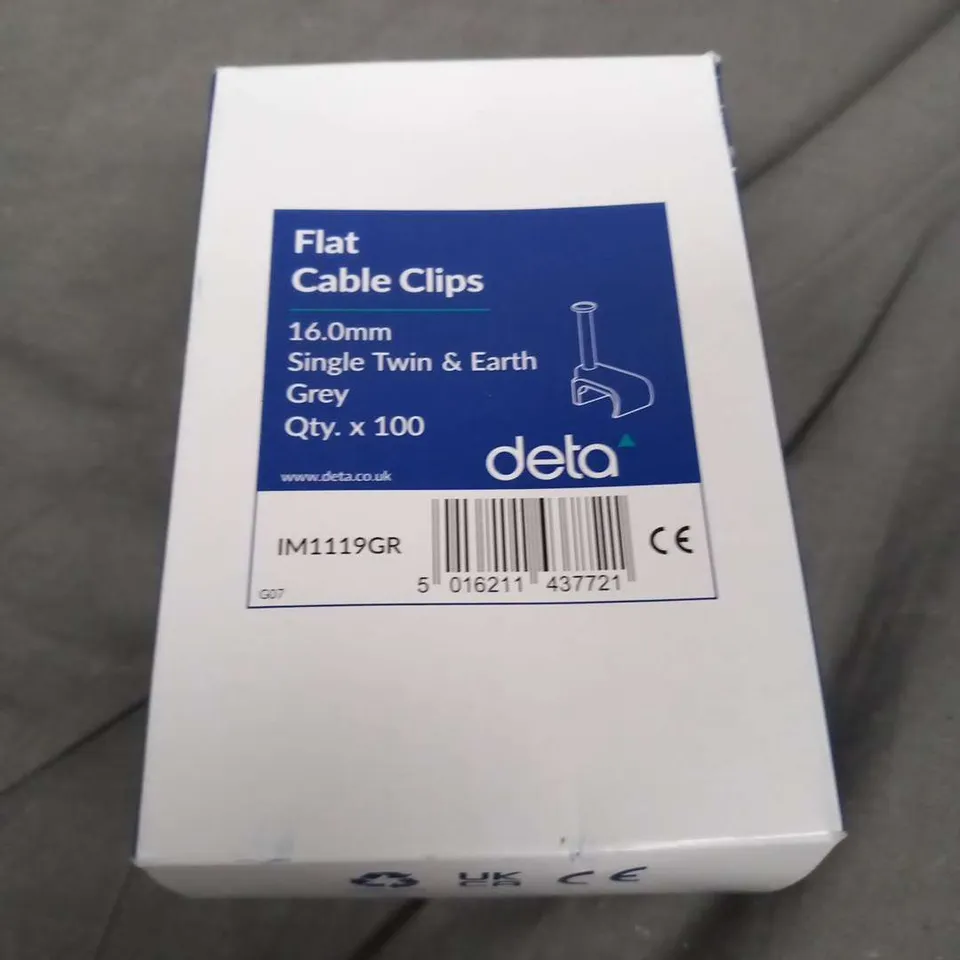 Flat
Cable Clips
16.0mm
Single Twin & Earth
Grey
Qty. x 100
www.deta.co.uk
deta
IM1119GR
5 016211 437721
CE
G07
UK
CA
CE